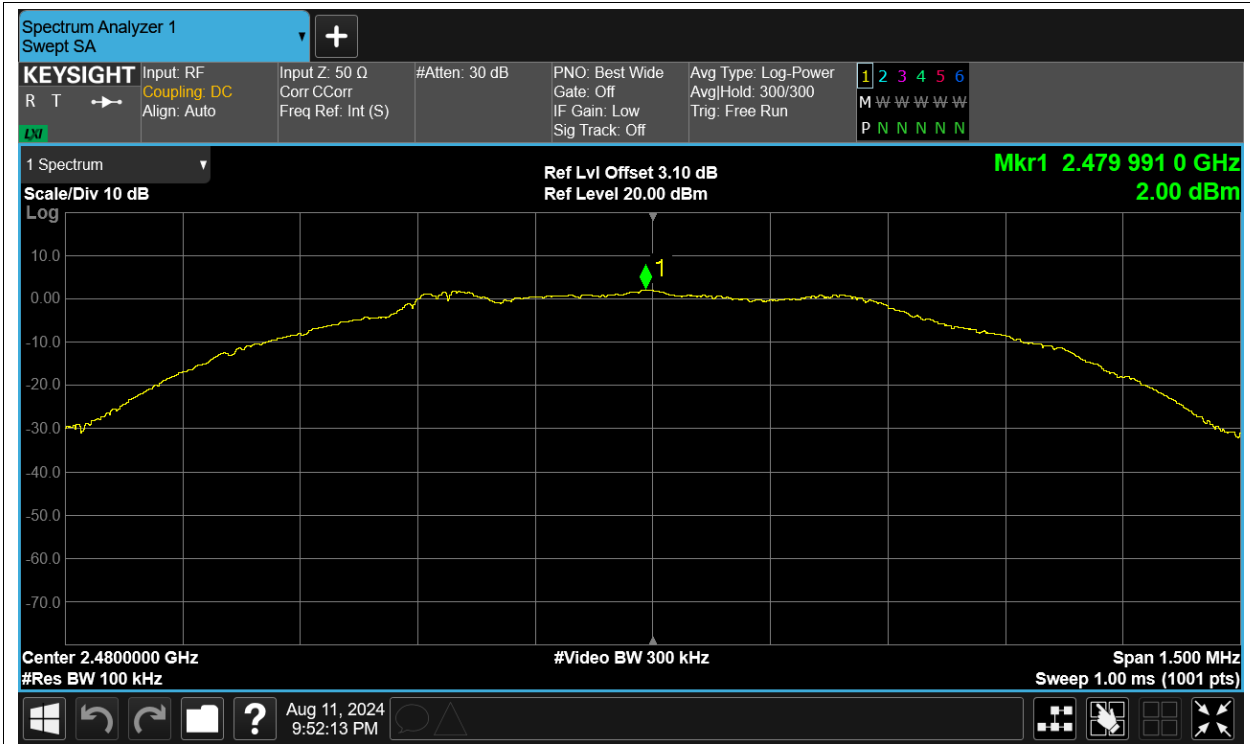 Spectrum Analyzer 1
Swept SA
KEYSIGHT
R T
LXI
Input: RF
Coupling: DC
Align: Auto
Input Z: 50 Ω
Corr CCorr
Freq Ref: Int (S)
#Atten: 30 dB
PNO: Best Wide
Gate: Off
IF Gain: Low
Sig Track: Off
Avg Type: Log-Power
Avg|Hold: 300/300
Trig: Free Run
1 2 3 4 5 6
M W W W W W
P N N N N N
1 Spectrum
Scale/Div 10 dB
Log
Ref Lvl Offset 3.10 dB
Ref Level 20.00 dBm
Mkr1 2.479 991 0 GHz
2.00 dBm
1
10.0
0.00
-10.0
-20.0
-30.0
-40.0
-50.0
-60.0
-70.0
Center 2.4800000 GHz
#Res BW 100 kHz
#Video BW 300 kHz
Span 1.500 MHz
Sweep 1.00 ms (1001 pts)
?
Aug 11, 2024
9:52:13 PM